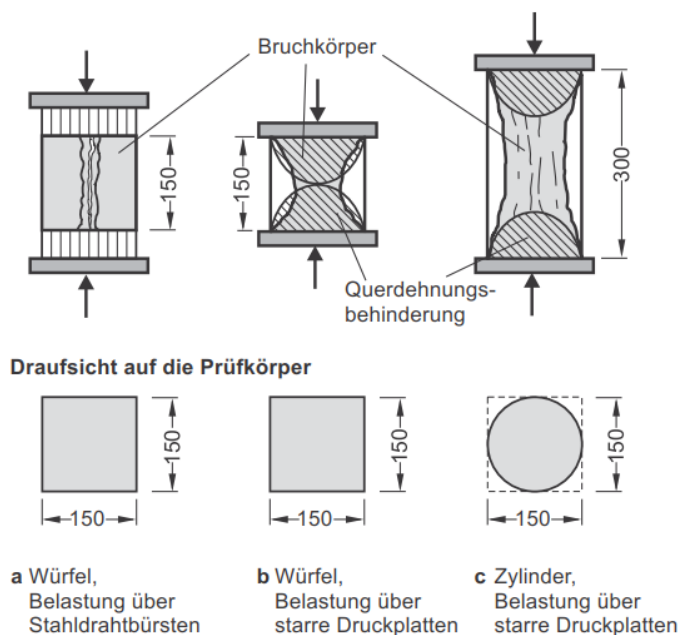 Bruchkörper
150
150
300
Querdehnungs-
behinderung
Draufsicht auf die Prüfkörper
150
150
150
150
150
150
a Würfel,
Belastung über
Stahldrahtbürsten
b Würfel,
Belastung über
starre Druckplatten
c Zylinder,
Belastung über
starre Druckplatten